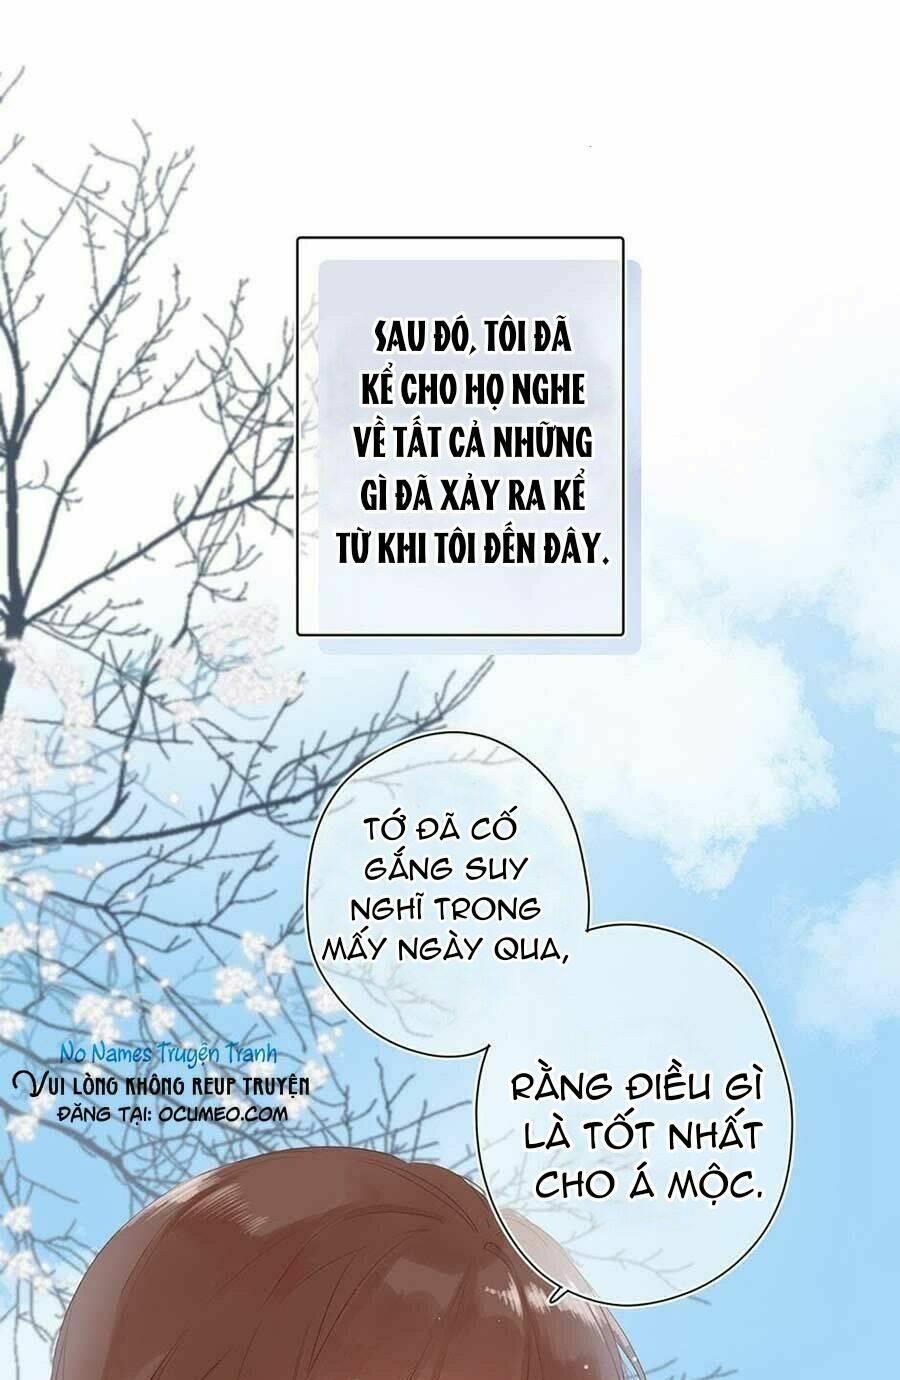 SAU ĐÓ, TÔI ĐÃ
KỂ CHO HỌ NGHE
VỀ TẤT CẢ NHỮNG
GÌ ĐÃ XẢY RA KỂ
TỪ KHI TÔI ĐẾN ĐÂY.
TỚ ĐÃ CỐ
GẮNG SUY
NGHĨ TRONG
MẤY NGÀY QUA,
RẰNG ĐIỀU GÌ
LÀ TỐT NHẤT
CHO Á MỘC.
No Names Truyện Tranh
VUI LÒNG KHÔNG REUP TRUYỆN
ĐĂNG TẠI: OCUMEO.COM